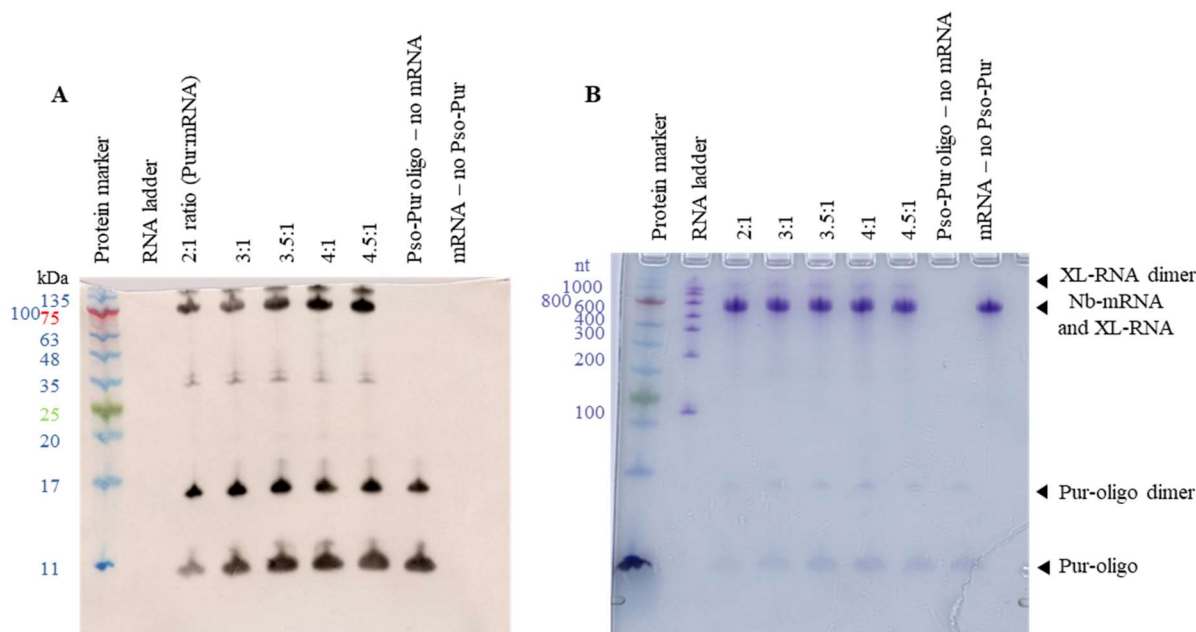 A
Protein marker
RNA ladder
2:1 ratio (Pur:mRNA)
3:1
3.5:1
4:1
4.5:1
Pso-Pur oligo – no mRNA
mRNA – no Pso-Pur
kDa
135
100
75
63
48
35
25
20
17
11
B
Protein marker
RNA ladder
2:1
3:1
3.5:1
4:1
4.5:1
Pso-Pur oligo – no mRNA
mRNA – no Pso-Pur
nt
1000
800
600
400
300
200
100
XL-RNA dimer
Nb-mRNA
and XL-RNA
Pur-oligo dimer
Pur-oligo